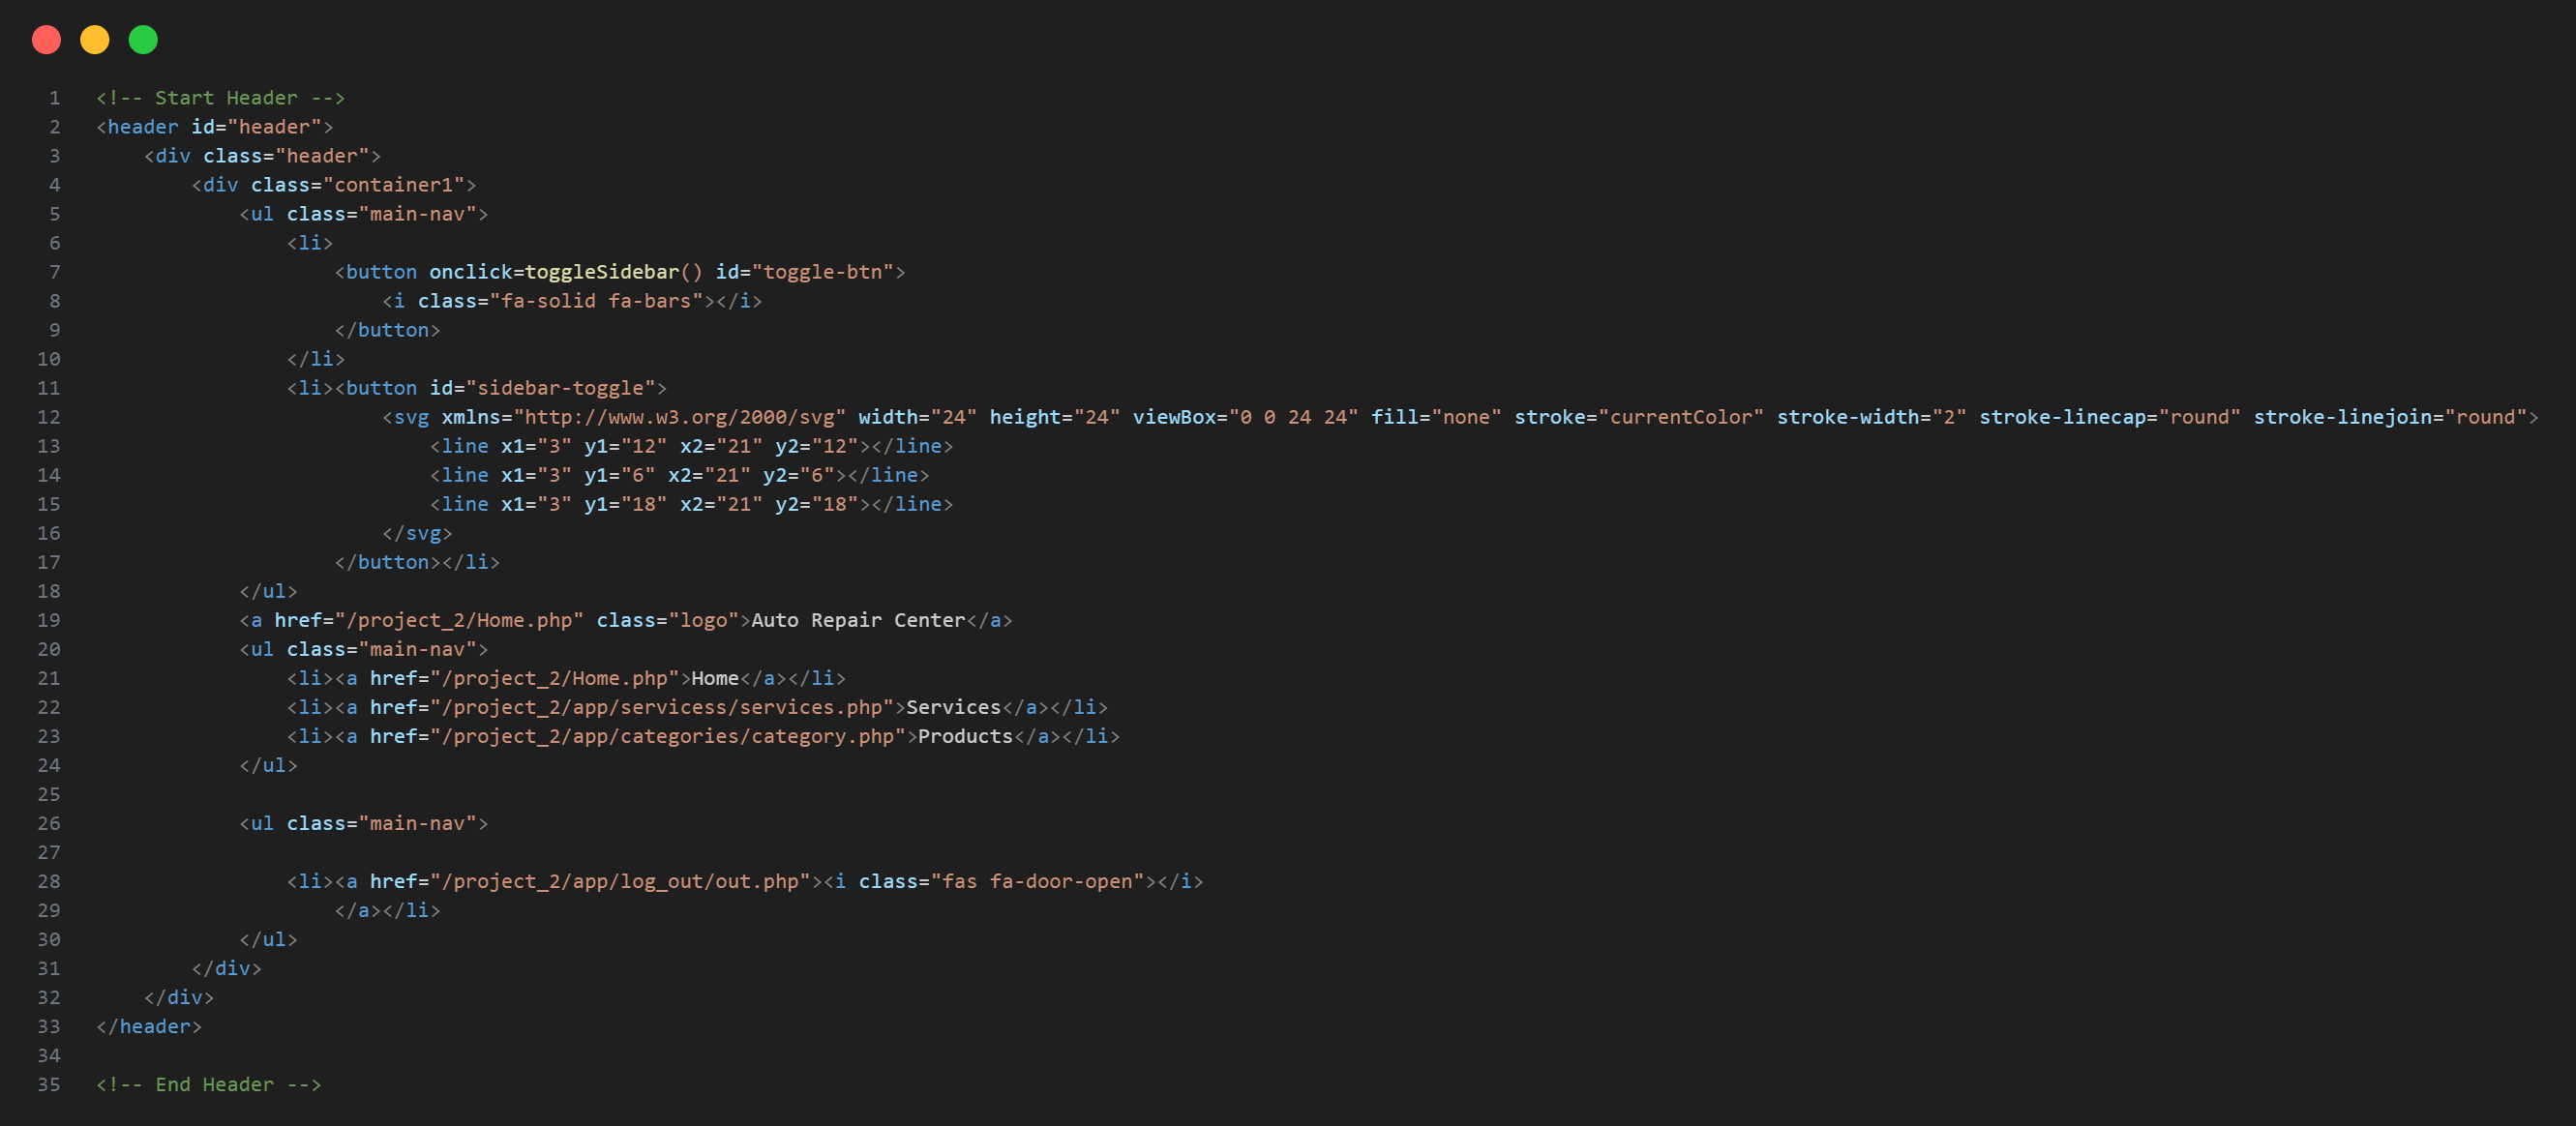 1 <!-- Start Header -->
2 <header id="header">
3     <div class="header">
4         <div class="container1">
5             <ul class="main-nav">
6                 <li>
7                     <button onclick=toggleSidebar() id="toggle-btn">
8                         <i class="fa-solid fa-bars"></i>
9                     </button>
10                 </li>
11                 <li><button id="sidebar-toggle">
12                         <svg xmlns="http://www.w3.org/2000/svg" width="24" height="24" viewBox="0 0 24 24" fill="none" stroke="currentColor" stroke-width="2" stroke-linecap="round" stroke-linejoin="round">
13                             <line x1="3" y1="12" x2="21" y2="12"></line>
14                             <line x1="3" y1="6" x2="21" y2="6"></line>
15                             <line x1="3" y1="18" x2="21" y2="18"></line>
16                         </svg>
17                     </button></li>
18             </ul>
19             <a href="/project_2/Home.php" class="logo">Auto Repair Center</a>
20             <ul class="main-nav">
21                 <li><a href="/project_2/Home.php">Home</a></li>
22                 <li><a href="/project_2/app/servicess/services.php">Services</a></li>
23                 <li><a href="/project_2/app/categories/category.php">Products</a></li>
24             </ul>
25
26             <ul class="main-nav">
27
28                 <li><a href="/project_2/app/log_out/out.php"><i class="fas fa-door-open"></i>
29                     </a></li>
30             </ul>
31         </div>
32     </div>
33 </header>
34
35 <!-- End Header -->